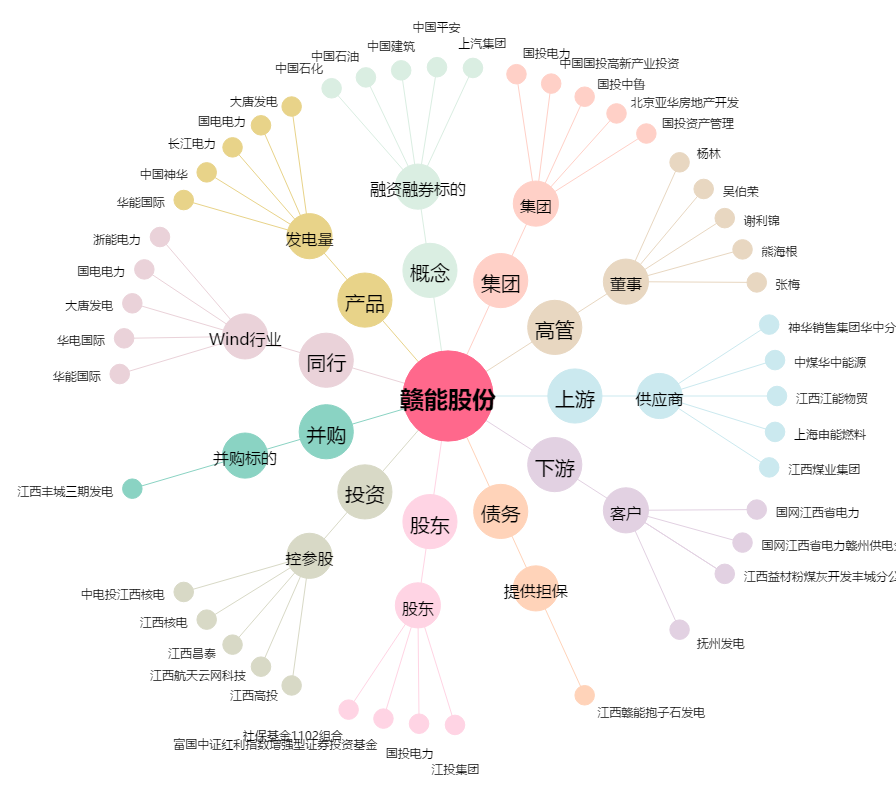 中国平安
上汽集团
中国建筑
中国石油
中国石化
国投电力
中国国投高新产业投资
国投中鲁
北京亚华房地产开发
国投资产管理
大唐发电
国电电力
长江电力
中国神华
华能国际
杨林
吴伯荣
谢利锦
熊海根
张梅
融资融券标的
集团
发电量
董事
概念
集团
产品
高管
浙能电力
国电电力
大唐发电
华电国际
华能国际
Wind行业
同行
赣能股份
上游
供应商
神华销售集团华中分
中煤华中能源
江西江能物贸
上海申能燃料
江西煤业集团
并购
并购标的
江西丰城三期发电
下游
客户
国网江西省电力
国网江西省电力赣州供电
江西益材粉煤灰开发丰城分
抚州发电
投资
股东
债务
控参股
股东
提供担保
中电投江西核电
江西核电
江西昌泰
江西航天云网科技
江西高投
江西赣能抱子石发电
社保基金1102组合
富国中证红利指数增强型证券投资基金
国投电力
江投集团